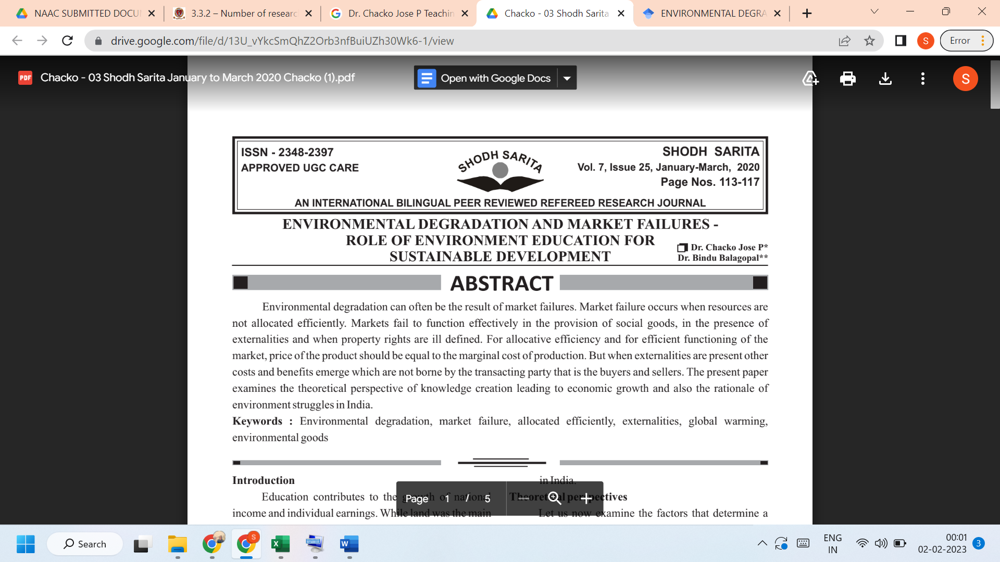 NAAC SUBMITTED DOCU
3.3.2 – Number of researc
Dr. Chacko Jose P Teachin
Chacko - 03 Shodh Sarita
ENVIRONMENTAL DEGRA
drive.google.com/file/d/13U_vYkcSmQhZ2Orb3nfBuiUZh30Wk6-1/view
S
Error
PDF
Chacko - 03 Shodh Sarita January to March 2020 Chacko (1).pdf
Open with Google Docs
S
ISSN - 2348-2397
APPROVED UGC CARE
SHODH SARITA
SHODH SARITA
Vol. 7, Issue 25, January-March, 2020
Page Nos. 113-117
AN INTERNATIONAL BILINGUAL PEER REVIEWED REFEREED RESEARCH JOURNAL
ENVIRONMENTAL DEGRADATION AND MARKET FAILURES -
ROLE OF ENVIRONMENT EDUCATION FOR
SUSTAINABLE DEVELOPMENT
Dr. Chacko Jose P*
Dr. Bindu Balagopal**
ABSTRACT
Environmental degradation can often be the result of market failures. Market failure occurs when resources are
not allocated efficiently. Markets fail to function effectively in the provision of social goods, in the presence of
externalities and when property rights are ill defined. For allocative efficiency and for efficient functioning of the
market, price of the product should be equal to the marginal cost of production. But when externalities are present other
costs and benefits emerge which are not borne by the transacting party that is the buyers and sellers. The present paper
examines the theoretical perspective of knowledge creation leading to economic growth and also the rationale of
environment struggles in India.
Keywords : Environmental degradation, market failure, allocated efficiently, externalities, global warming,
environmental goods
Introduction
Education contributes to the growth of national
income and individual earnings. While land was the main
in India.
Theoretical perspectives
Let us now examine the factors that determine a
Page 1 / 5
Search
S
ENG
IN
00:01
02-02-2023
3